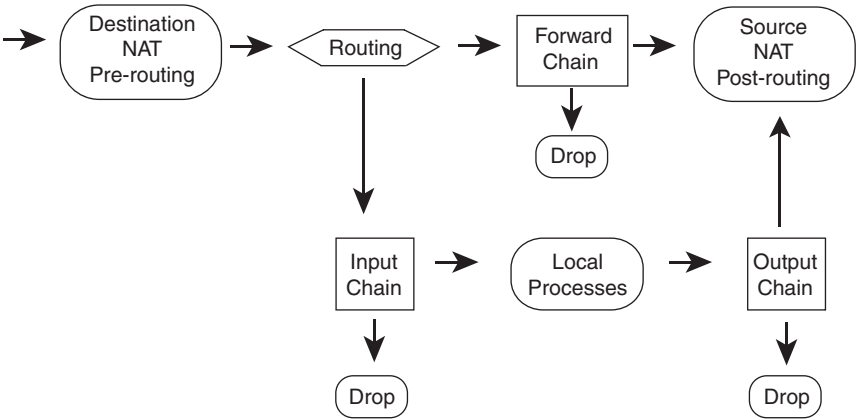 Destination
NAT
Pre-routing
Routing
Forward
Chain
Source
NAT
Post-routing
Drop
Input
Chain
Local
Processes
Output
Chain
Drop
Drop